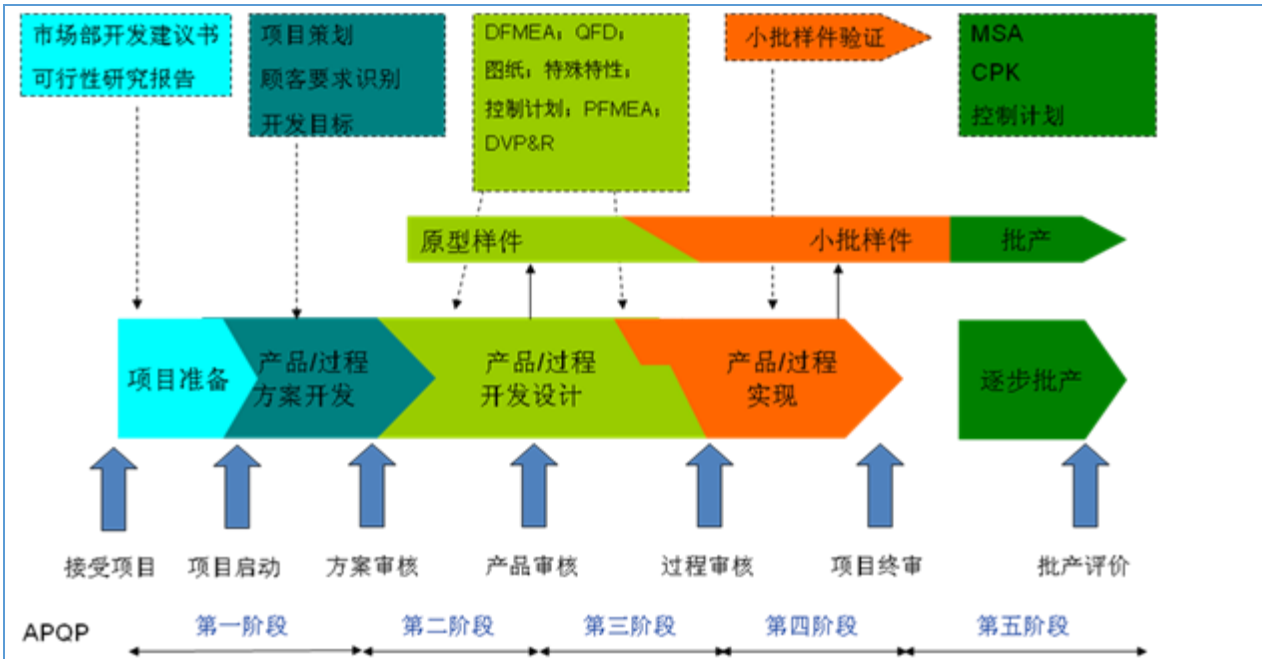 市场部开发建议书
可行性研究报告
项目策划
顾客要求识别
开发目标
DFMEA；QFD；
图纸；特殊特性；
控制计划；PFMEA；
DVP&R
小批样件验证
MSA
CPK
控制计划
原型样件
小批样件
批产
项目准备
产品/过程
方案开发
产品/过程
开发设计
产品/过程
实现
逐步批产
接受项目
项目启动
方案审核
产品审核
过程审核
项目终审
批产评价
APQP
第一阶段
第二阶段
第三阶段
第四阶段
第五阶段